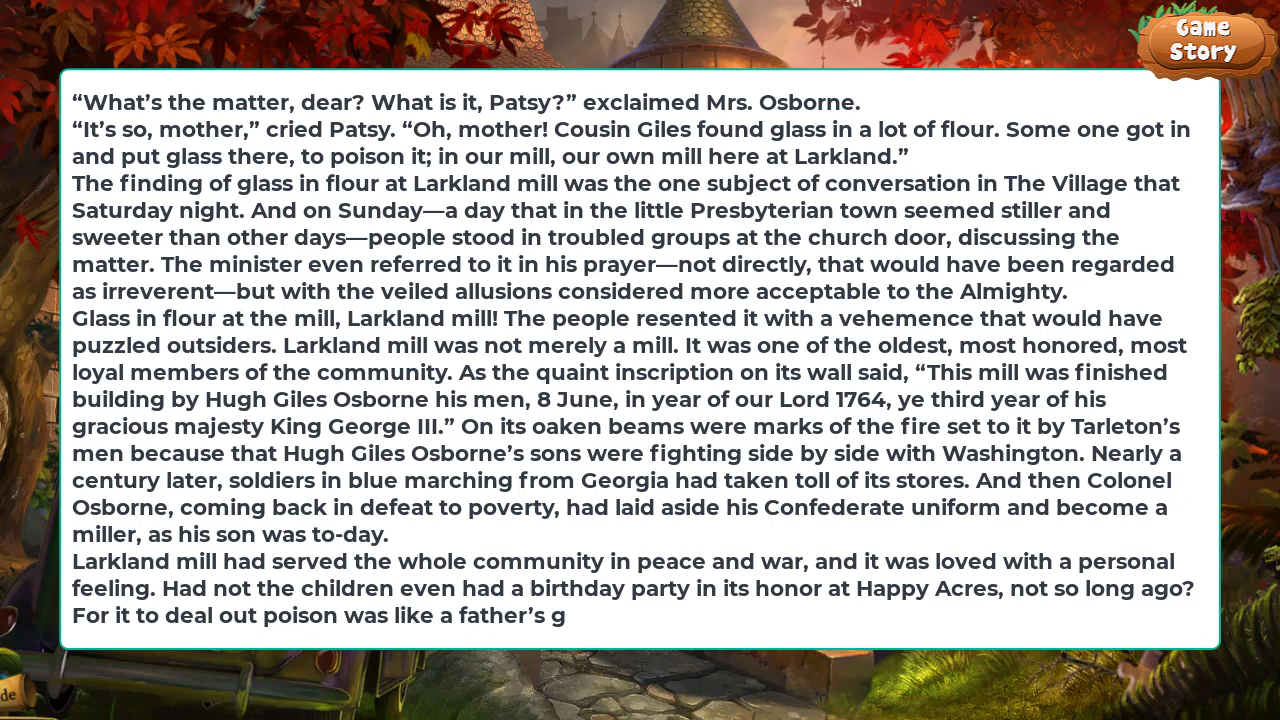 Game
Story
“What’s the matter, dear? What is it, Patsy?” exclaimed Mrs. Osborne.
“It’s so, mother,” cried Patsy. “Oh, mother! Cousin Giles found glass in a lot of flour. Some one got in
and put glass there, to poison it; in our mill, our own mill here at Larkland.”
The finding of glass in flour at Larkland mill was the one subject of conversation in The Village that
Saturday night. And on Sunday—a day that in the little Presbyterian town seemed stiller and
sweeter than other days—people stood in troubled groups at the church door, discussing the
matter. The minister even referred to it in his prayer—not directly, that would have been regarded
as irreverent—but with the veiled allusions considered more acceptable to the Almighty.
Glass in flour at the mill, Larkland mill! The people resented it with a vehemence that would have
puzzled outsiders. Larkland mill was not merely a mill. It was one of the oldest, most honored, most
loyal members of the community. As the quaint inscription on its wall said, “This mill was finished
building by Hugh Giles Osborne his men, 8 June, in year of our Lord 1764, ye third year of his
gracious majesty King George III.” On its oaken beams were marks of the fire set to it by Tarleton’s
men because that Hugh Giles Osborne’s sons were fighting side by side with Washington. Nearly a
century later, soldiers in blue marching from Georgia had taken toll of its stores. And then Colonel
Osborne, coming back in defeat to poverty, had laid aside his Confederate uniform and become a
miller, as his son was to-day.
Larkland mill had served the whole community in peace and war, and it was loved with a personal
feeling. Had not the children even had a birthday party in its honor at Happy Acres, not so long ago?
For it to deal out poison was like a father’s g
de